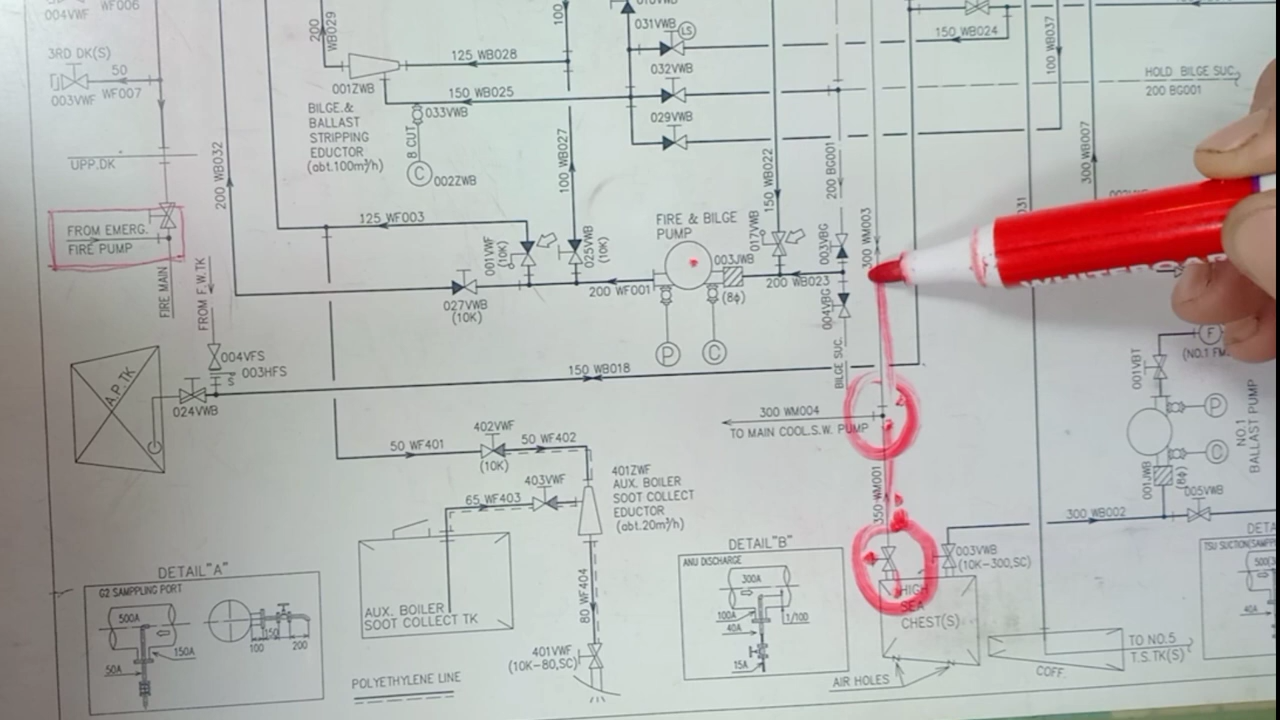 004VWF
WF006
3RD DK(S)
50
WF007
003VWF
UPP.DK
FROM EMERG.
FIRE PUMP
FIRE MAIN
FROM F.W.TK
200 WB032
200
WB029
001ZWB
BILGE.&
BALLAST
STRIPPING
EDUCTOR
(abt.100m³/h)
125 WB028
150 WB025
033VWB
8 CUT
C
002ZWB
100
031VWB
LS
032VWB
029VWB
150 WB024
100 WB037
HOLD BILGE SUC.
200 BG001
100 WB027
150 WB022
200 BG001
300 WM003
300 WB007
125 WF003
001VWF
(10K)
025VWB
(10K)
027VWB
(10K)
200 WF001
FIRE & BILGE
PUMP
003JWB
(8ϕ)
017VWB
200 WB023
003VBG
004VBG
BILGE SUC.
P
C
004VFS
003HFS
S
A.P.TK
024VWB
150 WB018
300 WM004
TO MAIN COOL.S.W. PUMP
350 WM001
50 WF401
402VWF
(10K)
50 WF402
65 WF403
403VWF
401ZWF
AUX. BOILER
SOOT COLLECT
EDUCTOR
(abt.20m³/h)
AUX. BOILER
SOOT COLLECT TK
80 WF404
401VWF
(10K-80,SC)
POLYETHYLENE LINE
DETAIL"A"
G2 SAMPPLING PORT
500A
150A
50A
100
150
200
DETAIL"B"
ANU DISCHARGE
300A
100A
40A
1/100
15A
HIGH
SEA
CHEST(S)
AIR HOLES
003VWB
(10K-300,SC)
300 WB002
005VWB
001JWB
(8ϕ)
001VBT
F
P
C
NO.1
BALLAST PUMP
COFF.
TO NO.5
T.S.TK(S)
40A